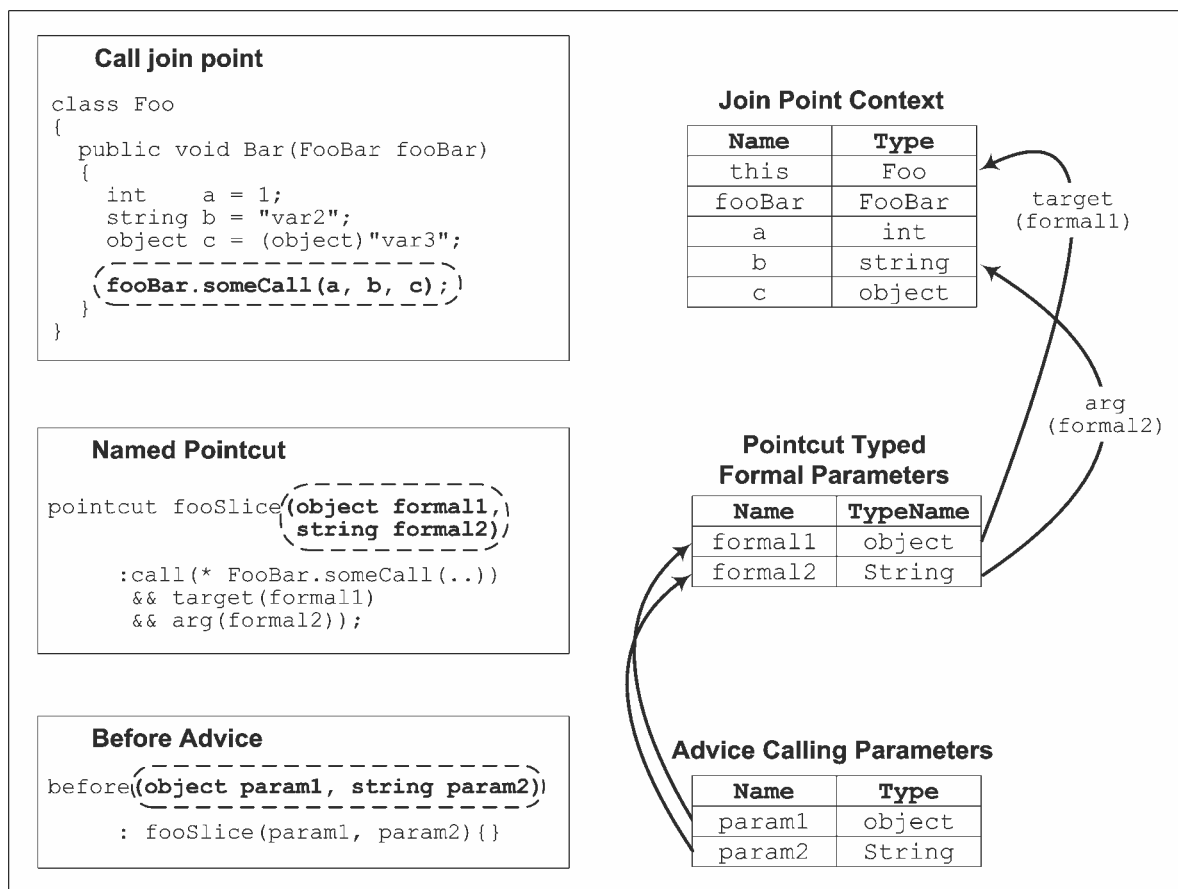 Call join point
class Foo
{
public void Bar(FooBar fooBar)
{
int a = 1;
string b = "var2";
object c = (object)"var3";
fooBar.someCall(a, b, c);
}
}
Named Pointcut
pointcut fooSlice(object formal1,
string formal2)
:call(* FooBar.someCall(..))
&& target(formal1)
&& arg(formal2));
Before Advice
before(object param1, string param2)
: fooSlice(param1, param2){}
Join Point Context
Name Type
this Foo
fooBar FooBar
a int
b string
c object
target
(formal1)
arg
(formal2)
Pointcut Typed
Formal Parameters
Name TypeName
formal1 object
formal2 String
Advice Calling Parameters
Name Type
param1 object
param2 String